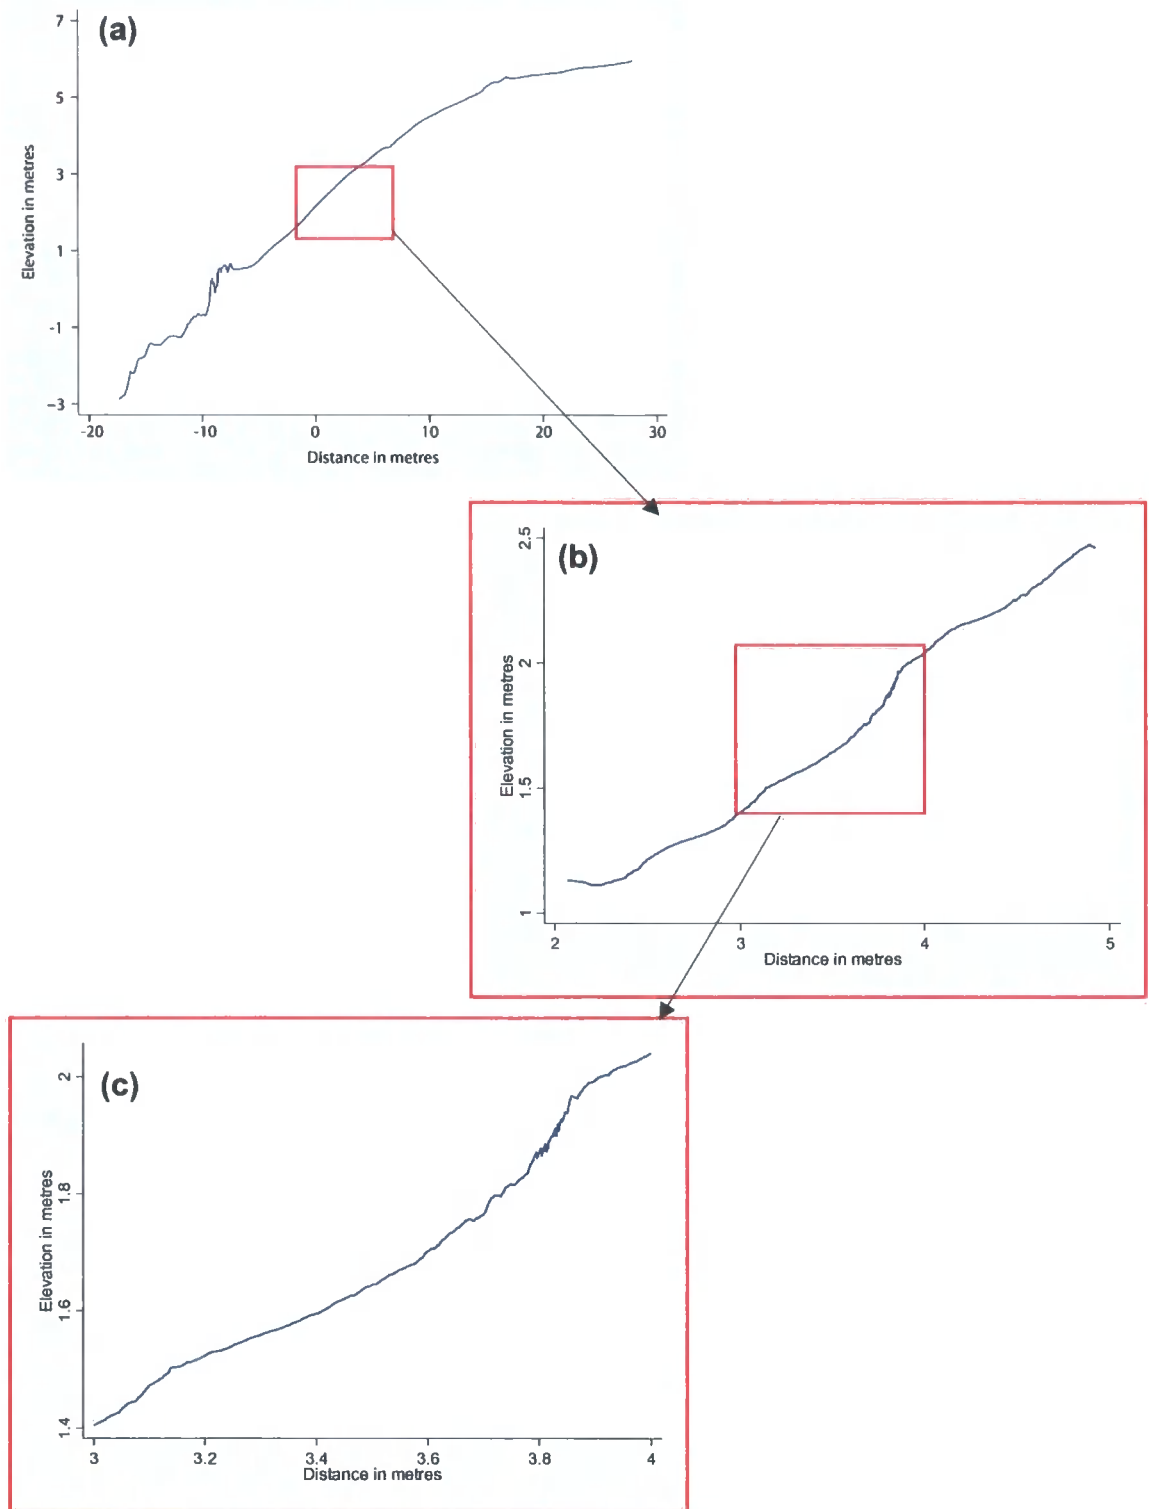 (a)
7
5
3
1
-1
-3
Elevation in metres
-20 -10 0 10 20 30
Distance in metres
(b)
2.5
2
1.5
1
Elevation in metres
2 3 4 5
Distance in metres
(c)
2
1.8
1.6
1.4
Elevation in metres
3 3.2 3.4 3.6 3.8 4
Distance in metres